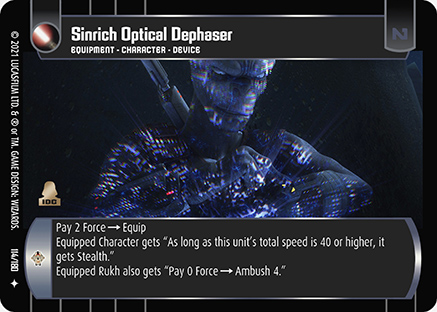 Sinrich Optical Dephaser
N
EQUIPMENT • CHARACTER • DEVICE
© 2021 LUCASFILM LTD. & ® or TM. GAME DESIGN: WIZARDS.
114/180
IDC
Pay 2 Force → Equip
Equipped Character gets “As long as this unit's total speed is 40 or higher, it
gets Stealth.”
Equipped Rukh also gets “Pay 0 Force → Ambush 4.”